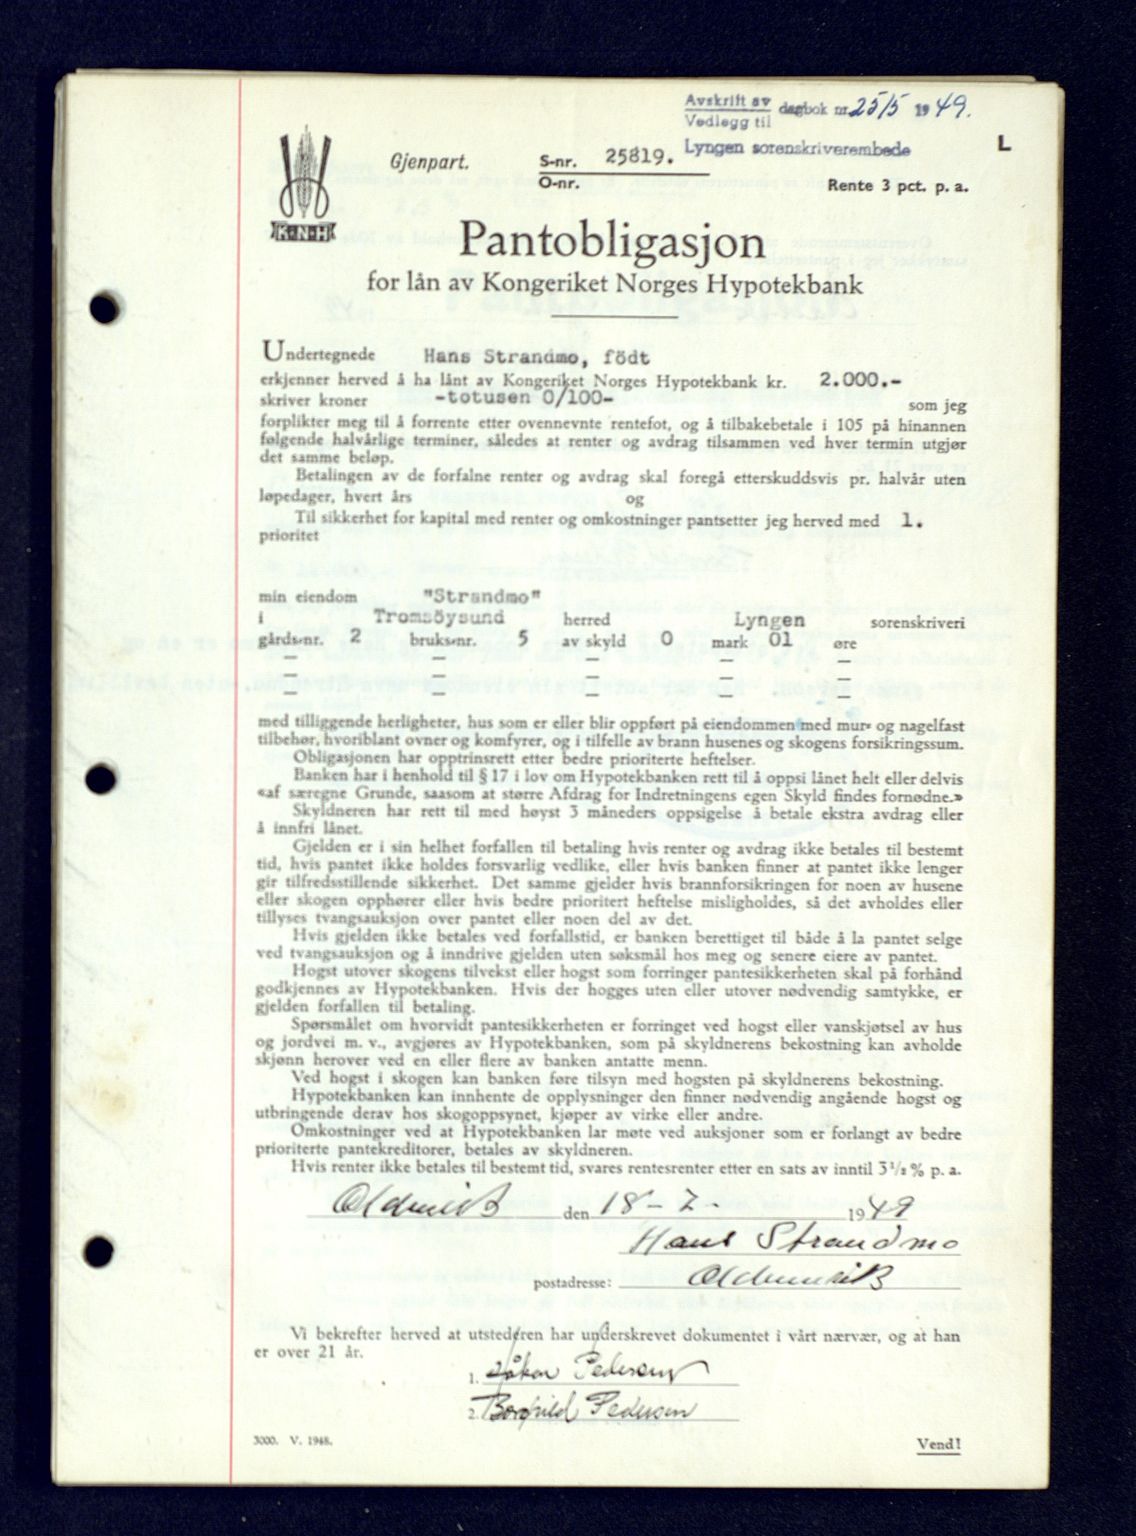 Avskrift av
Vedlegg til dagbok nr. 2515 1949.
Lyngen sorenskriverembede
L
K·N·H
Gjenpart.
S-nr. 25819.
O-nr.
Rente 3 pct. p. a.
Pantobligasjon
for lån av Kongeriket Norges Hypotekbank
Undertegnede Hans Strandmo, födt
erkjenner herved å ha lånt av Kongeriket Norges Hypotekbank kr. 2.000.-
skriver kroner -totusen 0/100- som jeg
forplikter meg til å forrente etter ovennevnte rentefot, og å tilbakebetale i 105 på hinannen
følgende halvårlige terminer, således at renter og avdrag tilsammen ved hver termin utgjør
det samme beløp.
Betalingen av de forfalne renter og avdrag skal foregå etterskuddsvis pr. halvår uten
løpedager, hvert års og
Til sikkerhet for kapital med renter og omkostninger pantsetter jeg herved med 1.
prioritet
min eiendom "Strandmo"
i Tromsöysund herred Lyngen sorenskriveri
gårdsnr. 2 bruksnr. 5 av skyld 0 mark 01 øre
— — — — —
— — — — —
— — — — —
med tilliggende herligheter, hus som er eller blir oppført på eiendommen med mur- og nagelfast
tilbehør, hvoriblant ovner og komfyrer, og i tilfelle av brann husenes og skogens forsikringssum.
Obligasjonen har opptrinsrett etter bedre prioriterte heftelser.
Banken har i henhold til § 17 i lov om Hypotekbanken rett til å oppsi lånet helt eller delvis
«af særegne Grunde, saasom at større Afdrag for Indretningens egen Skyld findes fornødne.»
Skyldneren har rett til med høyst 3 måneders oppsigelse å betale ekstra avdrag eller
å innfri lånet.
Gjelden er i sin helhet forfallen til betaling hvis renter og avdrag ikke betales til bestemt
tid, hvis pantet ikke holdes forsvarlig vedlike, eller hvis banken finner at pantet ikke lenger
gir tilfredsstillende sikkerhet. Det samme gjelder hvis brannforsikringen for noen av husene
eller skogen opphører eller hvis bedre prioritert heftelse misligholdes, så det avholdes eller
tillyses tvangsauksjon over pantet eller noen del av det.
Hvis gjelden ikke betales ved forfallstid, er banken berettiget til både å la pantet selge
ved tvangsauksjon og å inndrive gjelden uten søksmål hos meg og senere eiere av pantet.
Hogst utover skogens tilvekst eller hogst som forringer pantesikkerheten skal på forhånd
godkjennes av Hypotekbanken. Hvis der hogges uten eller utover nødvendig samtykke, er
gjelden forfallen til betaling.
Spørsmålet om hvorvidt pantesikkerheten er forringet ved hogst eller vanskjøtsel av hus
og jordvei m. v., avgjøres av Hypotekbanken, som på skyldnerens bekostning kan avholde
skjønn herover ved en eller flere av banken antatte menn.
Ved hogst i skogen kan banken føre tilsyn med hogsten på skyldnerens bekostning.
Hypotekbanken kan innhente de opplysninger den finner nødvendig angående hogst og
utbringende derav hos skogoppsynet, kjøper av virke eller andre.
Omkostninger ved at Hypotekbanken lar møte ved auksjoner som er forlangt av bedre
prioriterte pantekreditorer, betales av skyldneren.
Hvis renter ikke betales til bestemt tid, svares rentesrenter etter en sats av inntil 3 1/2 % p. a.
den 18-7- 1949
Hans Strandmo
postadresse:
Vi bekrefter herved at utstederen har underskrevet dokumentet i vårt nærvær, og at han
er over 21 år.
1. Håkon Pedersen
2. Borghild Pedersen
3000. V. 1948.
Vend!